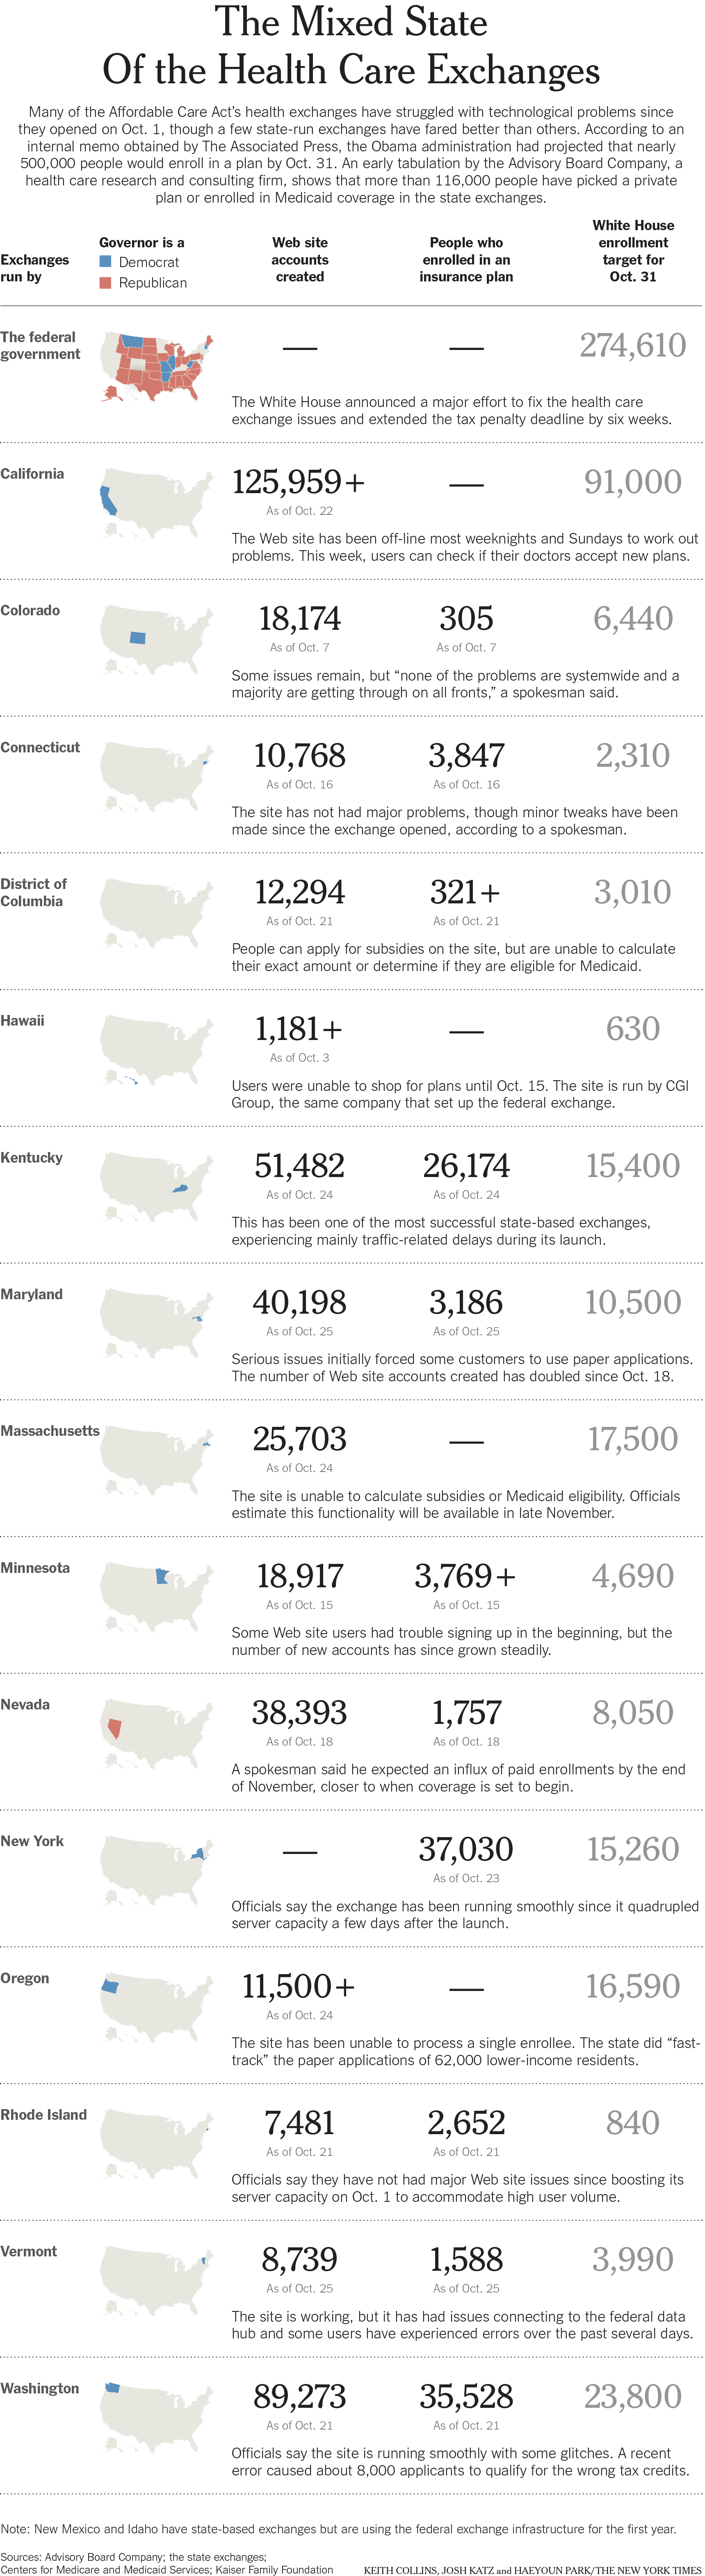 The Mixed State
Of the Health Care Exchanges
Many of the Affordable Care Act's health exchanges have struggled with technological problems since
they opened on Oct. 1, though a few state-run exchanges have fared better than others. According to an
internal memo obtained by The Associated Press, the Obama administration had projected that nearly
500,000 people would enroll in a plan by Oct. 31. An early tabulation by the Advisory Board Company, a
health care research and consulting firm, shows that more than 116,000 people have picked a private
plan or enrolled in Medicaid coverage in the state exchanges.
Exchanges
run by
Governor is a
Democrat
Republican
Web site
accounts
created
People who
enrolled in an
insurance plan
White House
enrollment
target for
Oct. 31
The federal
government
— — 274,610
The White House announced a major effort to fix the health care
exchange issues and extended the tax penalty deadline by six weeks.
California
125,959+ — 91,000
As of Oct. 22
The Web site has been off-line most weeknights and Sundays to work out
problems. This week, users can check if their doctors accept new plans.
Colorado
18,174 305 6,440
As of Oct. 7 As of Oct. 7
Some issues remain, but “none of the problems are systemwide and a
majority are getting through on all fronts,” a spokesman said.
Connecticut
10,768 3,847 2,310
As of Oct. 16 As of Oct. 16
The site has not had major problems, though minor tweaks have been
made since the exchange opened, according to a spokesman.
District of
Columbia
12,294 321+ 3,010
As of Oct. 21 As of Oct. 21
People can apply for subsidies on the site, but are unable to calculate
their exact amount or determine if they are eligible for Medicaid.
Hawaii
1,181+ — 630
As of Oct. 3
Users were unable to shop for plans until Oct. 15. The site is run by CGI
Group, the same company that set up the federal exchange.
Kentucky
51,482 26,174 15,400
As of Oct. 24 As of Oct. 24
This has been one of the most successful state-based exchanges,
experiencing mainly traffic-related delays during its launch.
Maryland
40,198 3,186 10,500
As of Oct. 25 As of Oct. 25
Serious issues initially forced some customers to use paper applications.
The number of Web site accounts created has doubled since Oct. 18.
Massachusetts
25,703 — 17,500
As of Oct. 24
The site is unable to calculate subsidies or Medicaid eligibility. Officials
estimate this functionality will be available in late November.
Minnesota
18,917 3,769+ 4,690
As of Oct. 15 As of Oct. 15
Some Web site users had trouble signing up in the beginning, but the
number of new accounts has since grown steadily.
Nevada
38,393 1,757 8,050
As of Oct. 18 As of Oct. 18
A spokesman said he expected an influx of paid enrollments by the end
of November, closer to when coverage is set to begin.
New York
— 37,030 15,260
As of Oct. 23
Officials say the exchange has been running smoothly since it quadrupled
server capacity a few days after the launch.
Oregon
11,500+ — 16,590
As of Oct. 24
The site has been unable to process a single enrollee. The state did “fast-
track” the paper applications of 62,000 lower-income residents.
Rhode Island
7,481 2,652 840
As of Oct. 21 As of Oct. 21
Officials say they have not had major Web site issues since boosting its
server capacity on Oct. 1 to accommodate high user volume.
Vermont
8,739 1,588 3,990
As of Oct. 25 As of Oct. 25
The site is working, but it has had issues connecting to the federal data
hub and some users have experienced errors over the past several days.
Washington
89,273 35,528 23,800
As of Oct. 21 As of Oct. 21
Officials say the site is running smoothly with some glitches. A recent
error caused about 8,000 applicants to qualify for the wrong tax credits.
Note: New Mexico and Idaho have state-based exchanges but are using the federal exchange infrastructure for the first year.
Sources: Advisory Board Company; the state exchanges;
Centers for Medicare and Medicaid Services; Kaiser Family Foundation
KEITH COLLINS, JOSH KATZ and HAEYOUN PARK/THE NEW YORK TIMES